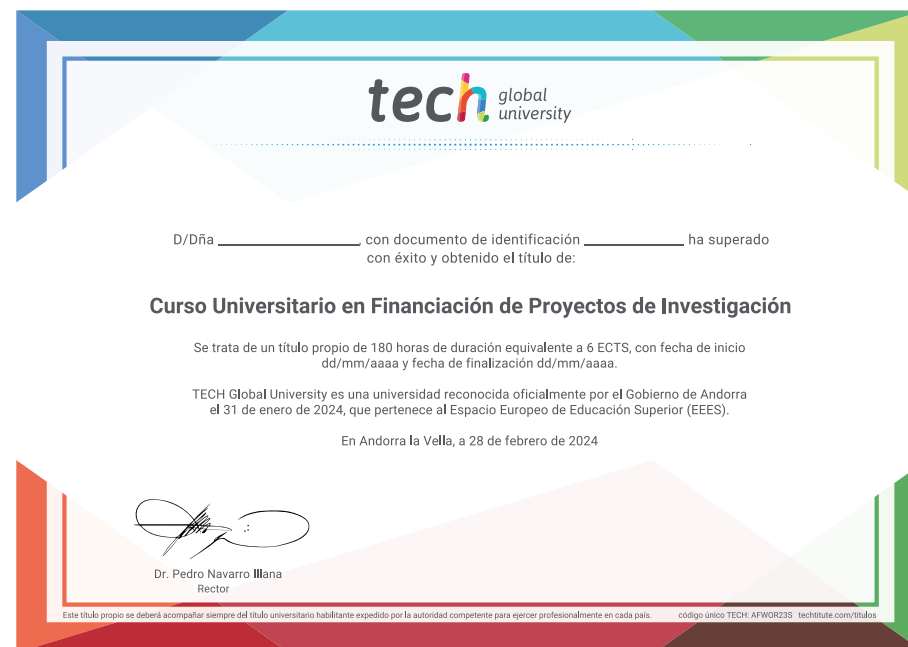 tech global university
D/Dña ____________________, con documento de identificación ______________ ha superado
con éxito y obtenido el título de:
Curso Universitario en Financiación de Proyectos de Investigación
Se trata de un título propio de 180 horas de duración equivalente a 6 ECTS, con fecha de inicio
dd/mm/aaaa y fecha de finalización dd/mm/aaaa.
TECH Global University es una universidad reconocida oficialmente por el Gobierno de Andorra
el 31 de enero de 2024, que pertenece al Espacio Europeo de Educación Superior (EEES).
En Andorra la Vella, a 28 de febrero de 2024
Dr. Pedro Navarro Illana
Rector
Este título propio se deberá acompañar siempre del título universitario habilitante expedido por la autoridad competente para ejercer profesionalmente en cada país. código único TECH: AFWOR23S techtitute.com/titulos